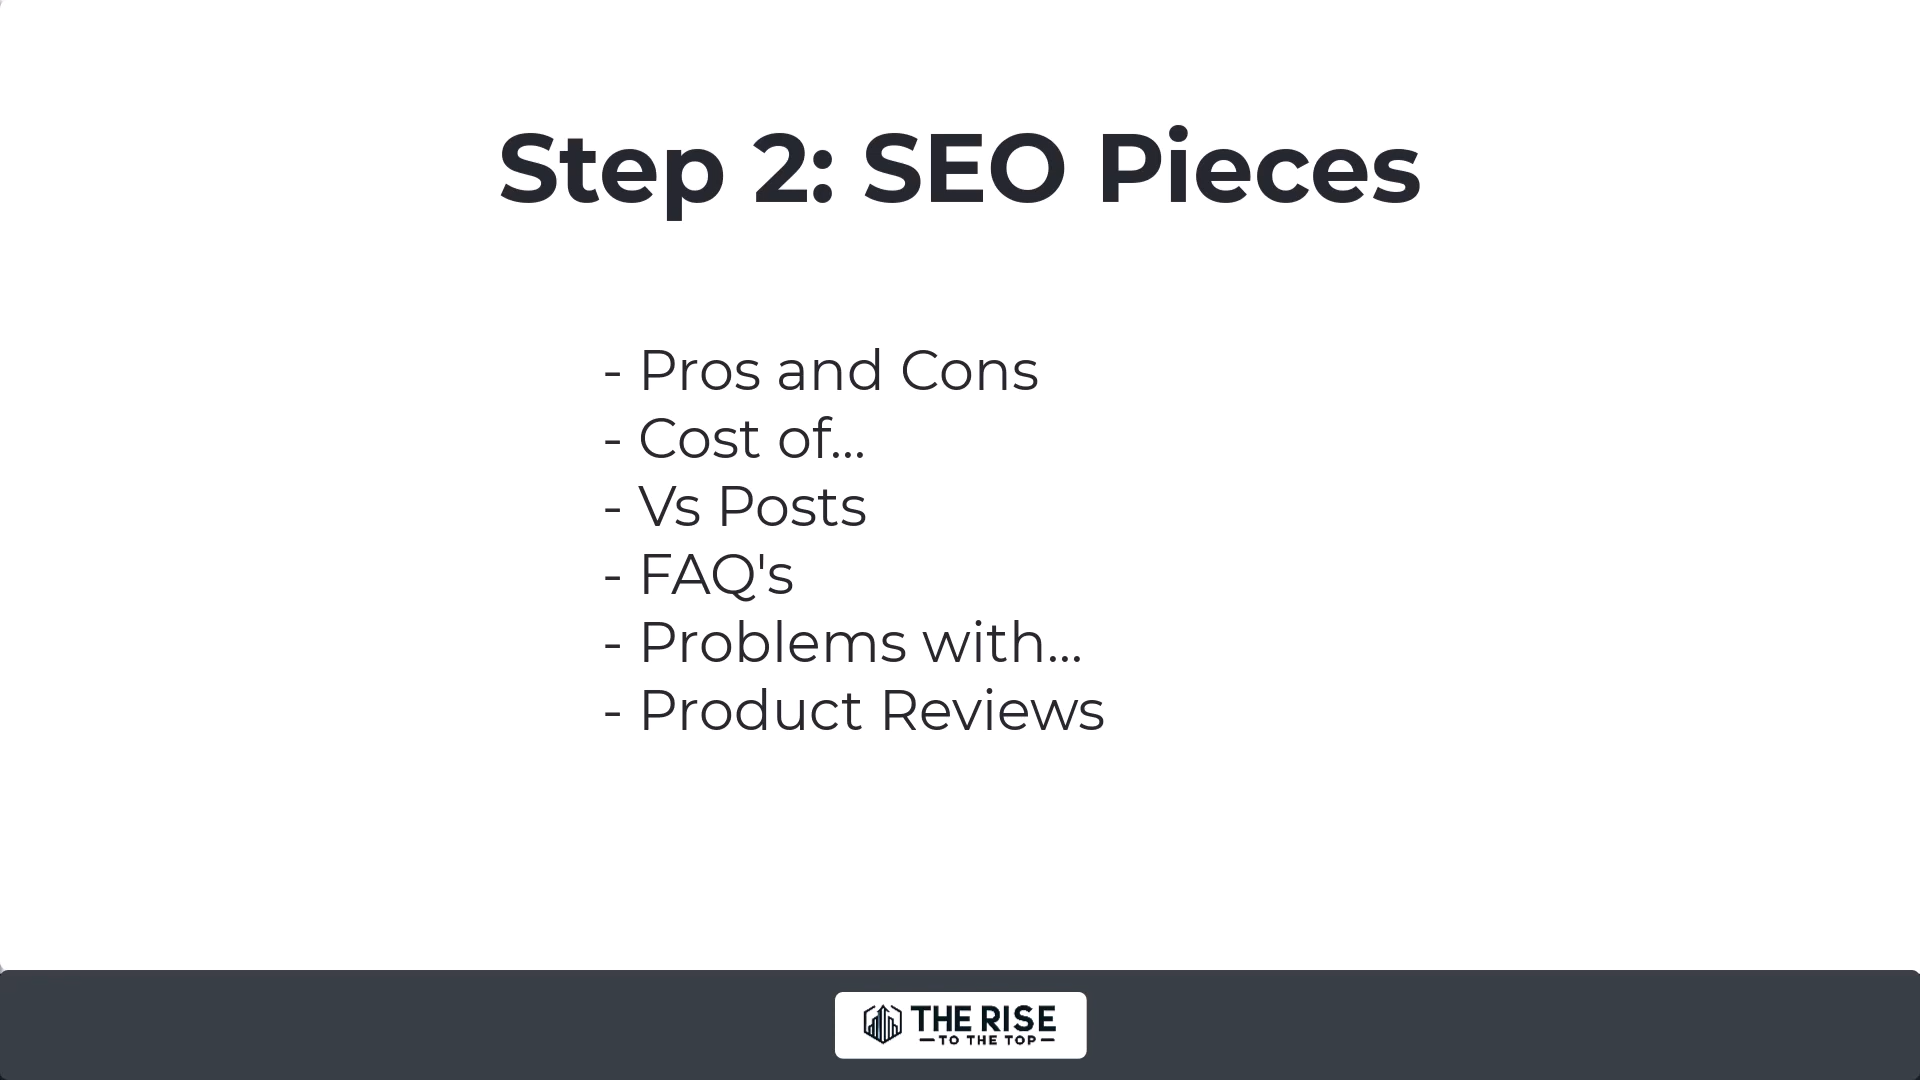 Step 2: SEO Pieces
- Pros and Cons
- Cost of...
- Vs Posts
- FAQ's
- Problems with...
- Product Reviews
THE RISE
TO THE TOP